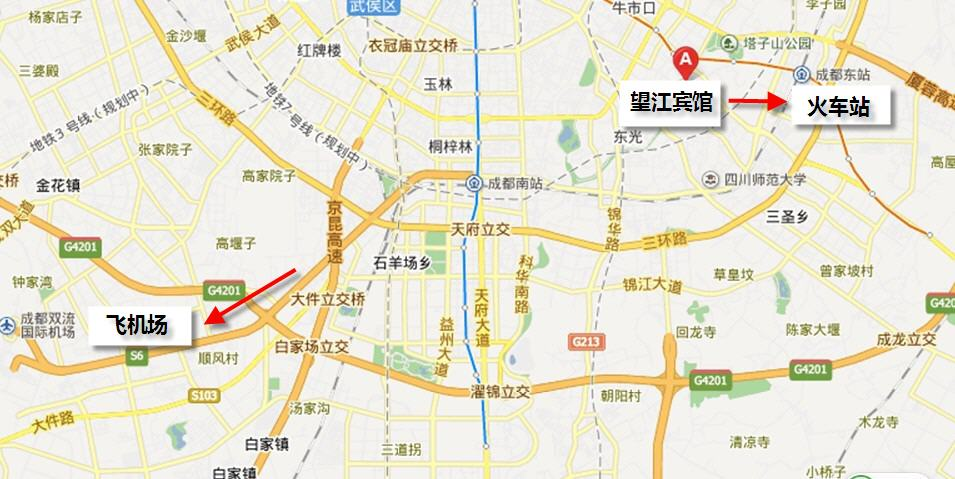 武侯区
牛市口
李子园
杨家店子
金沙堰
武侯大道
红牌楼
衣冠庙立交桥
塔子山公园
A
三婆殿
玉林
成都东站
厦蓉高速
望江宾馆
火车站
地铁3号线（规划中）
三环路
地铁7号线（规划中）
东光
张家院子
桐梓林
高家院子
成都南站
四川师范大学
金花镇
三圣乡
京昆高速
锦华路
天府立交
三环路
高堰子
G4201
石羊场乡
科华南路
草皇坟
曾家坡村
钟家湾
G4201
大件立交桥
锦江大道
天府大道
成都双流
国际机场
飞机场
益州大道
回龙寺
陈家大堰
S6
顺风村
白家场立交
G213
成龙立交
G4201
G4201
濯锦立交
S103
朝阳村
汤家沟
大件路
木龙寺
白家镇
三道拐
清凉寺
白家镇
小桥子